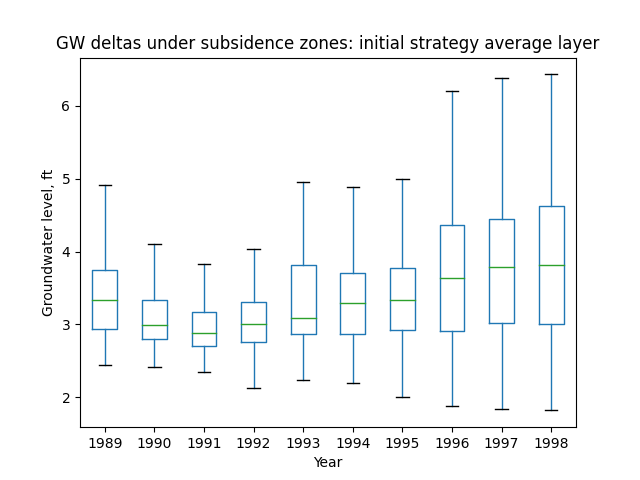 GW deltas under subsidence zones: initial strategy average layer
Groundwater level, ft
6
5
4
3
2
1989 1990 1991 1992 1993 1994 1995 1996 1997 1998
Year